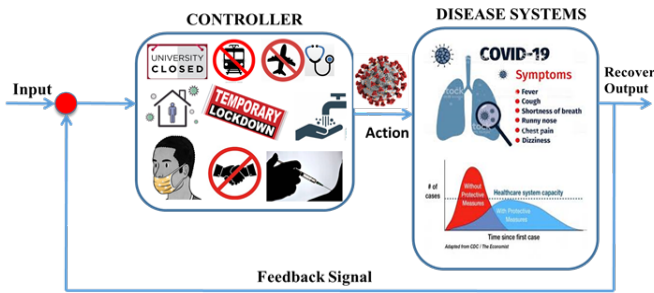 CONTROLLER
DISEASE SYSTEMS
Input
UNIVERSITY
CLOSED
TEMPORARY
LOCKDOWN
Action
COVID-19
Symptoms
Fever
Cough
Shortness of breath
Runny nose
Chest pain
Dizziness
Recover
Output
# of
cases
Without
Protective
Measures
Healthcare system capacity
With Protective
Measures
Time since first case
Adapted from CDC / The Economist
Feedback Signal